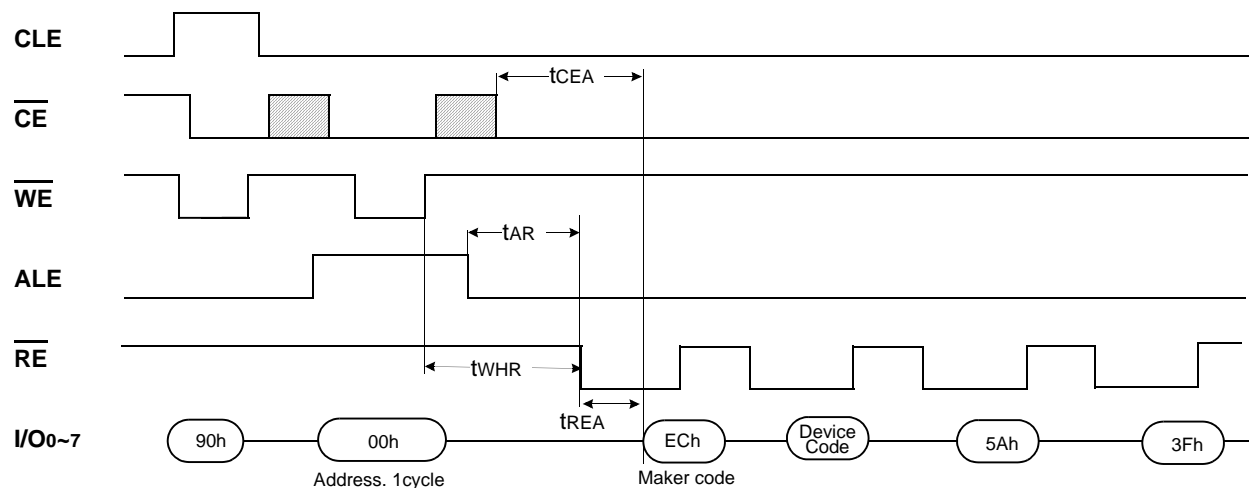 CLE
tCEA
CE
WE
tAR
ALE
RE
tWHR
tREA
I/O0~7
90h
00h
ECh
Device
Code
5Ah
3Fh
Address. 1cycle
Maker code